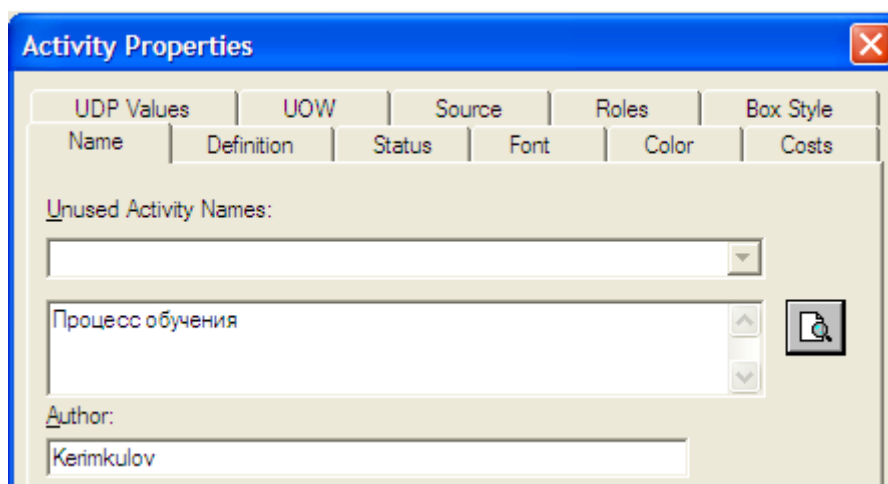 Activity Properties
UDP Values UOW Source Roles Box Style
Name Definition Status Font Color Costs
Unused Activity Names:
Процесс обучения
Author:
Kerimkulov